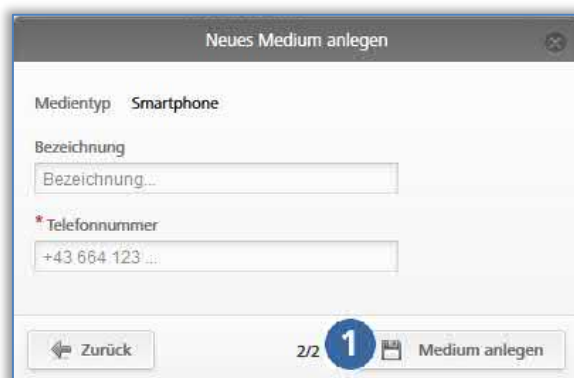 Neues Medium anlegen
Medientyp Smartphone
Bezeichnung
Bezeichnung...
* Telefonnummer
+43 664 123 ...
Zurück 2/2 1 Medium anlegen